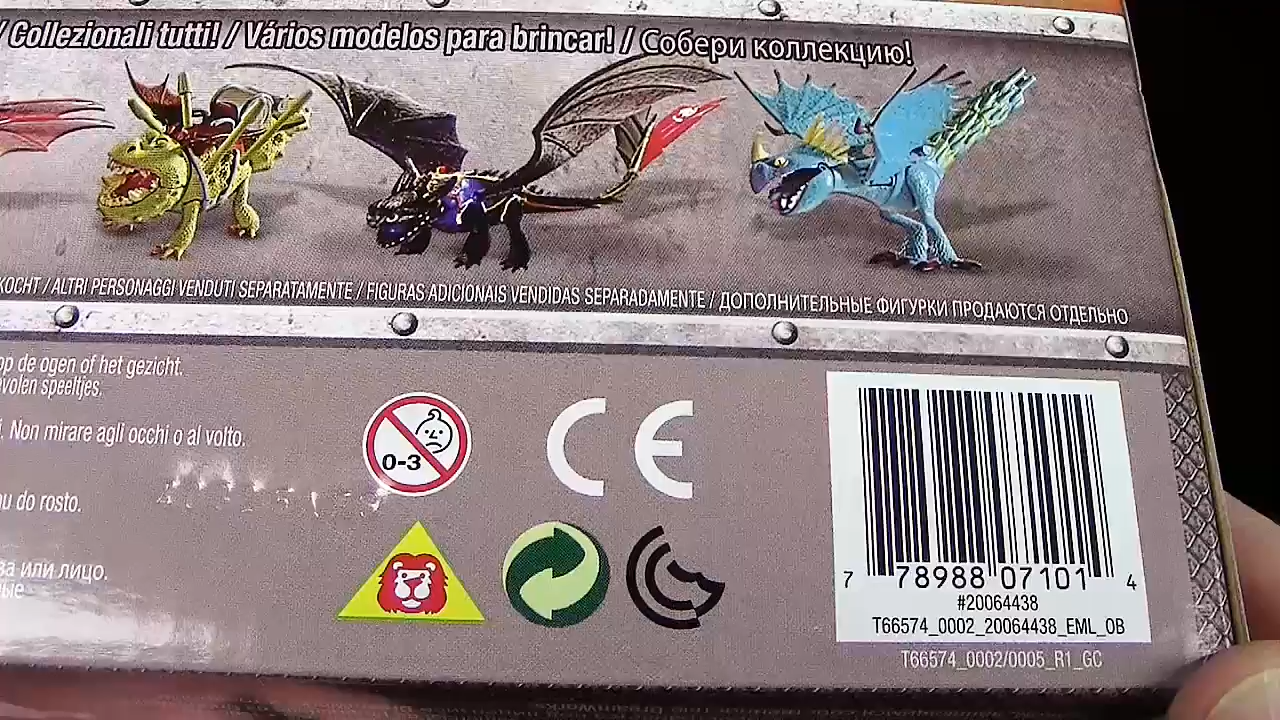 / Collezionali tutti! / Vários modelos para brincar! / Собери коллекцию!
KOCHT / ALTRI PERSONAGGI VENDUTI SEPARATAMENTE / FIGURAS ADICIONAIS VENDIDAS SEPARADAMENTE / ДОПОЛНИТЕЛЬНЫЕ ФИГУРКИ ПРОДАЮТСЯ ОТДЕЛЬНО
op de ogen of het gezicht.
volen speeltjes.
. Non mirare agli occhi o al volto.
u do rosto.
за или лицо.
ые
0-3
CE
7 78988 07101 4
#20064438
T66574_0002_20064438_EML_OB
T66574_0002/0005_R1_GC